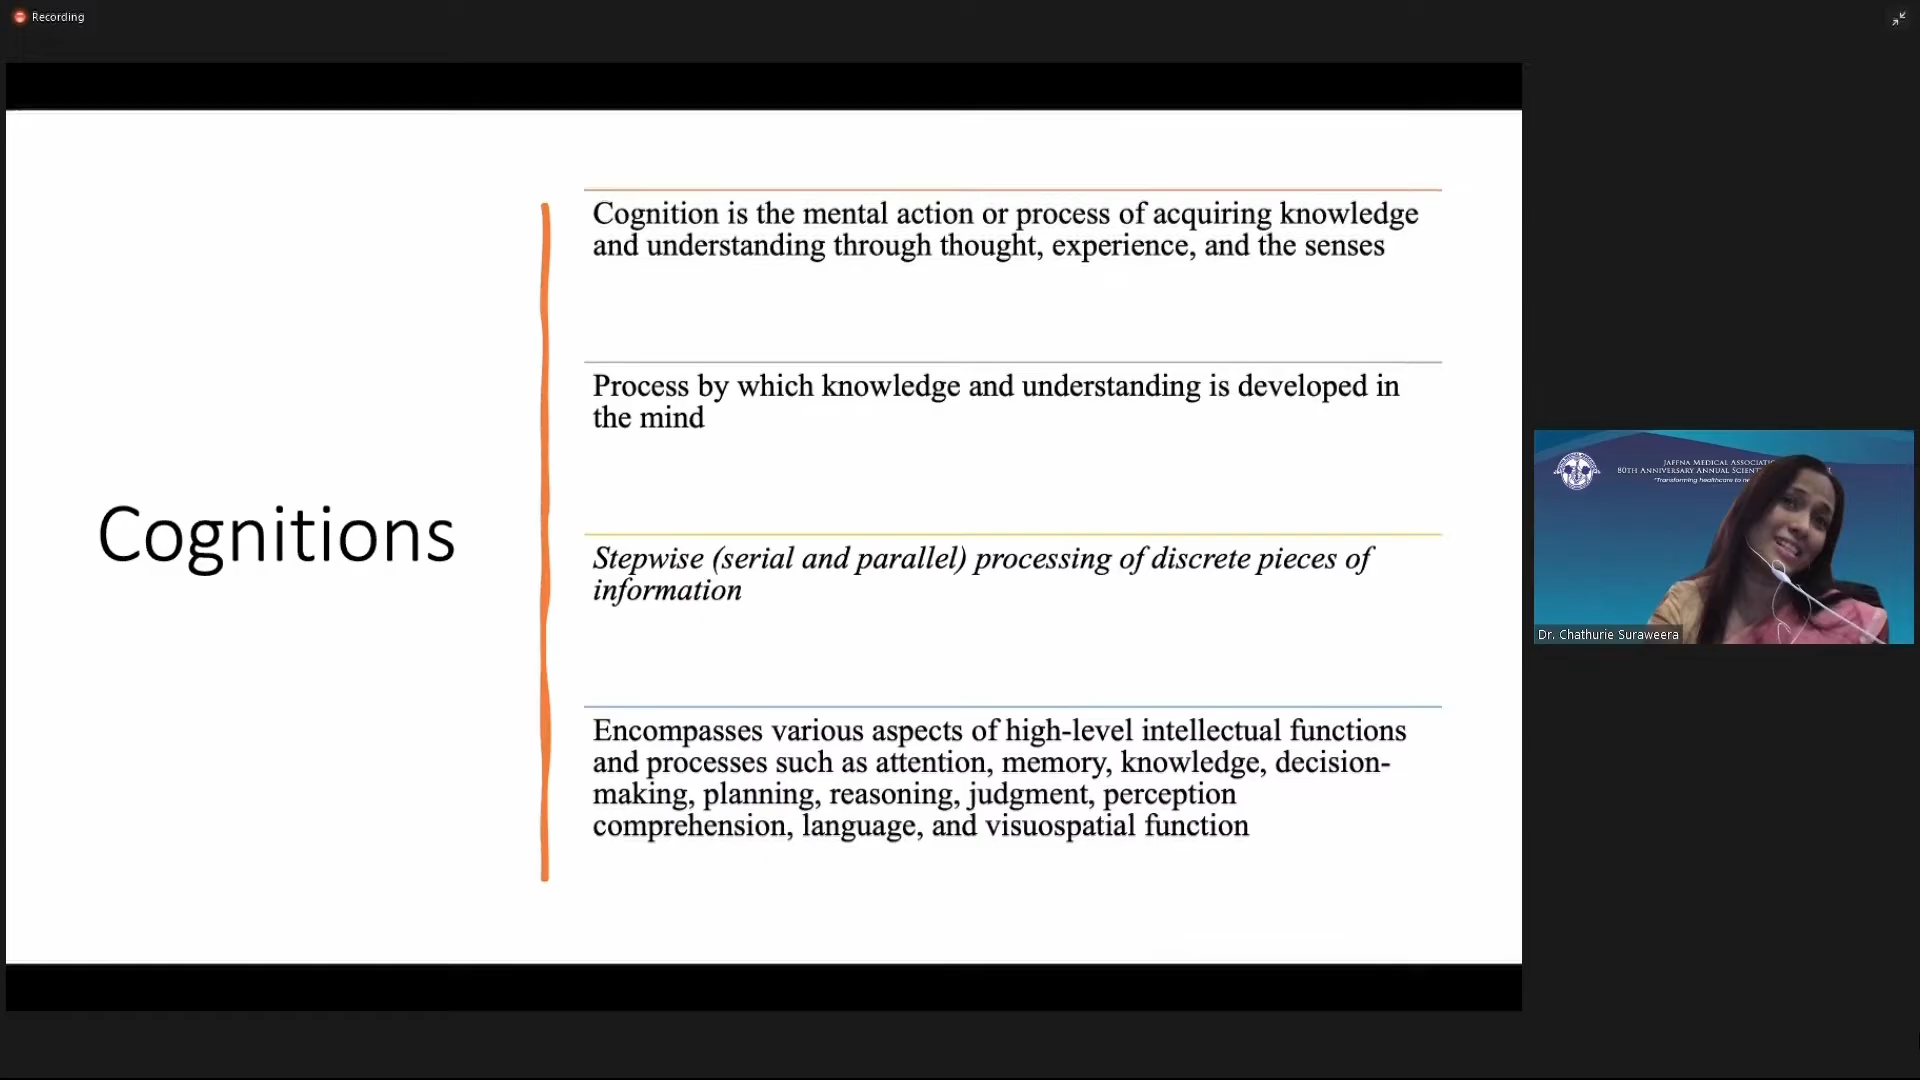 Recording
Cognitions
Cognition is the mental action or process of acquiring knowledge
and understanding through thought, experience, and the senses
Process by which knowledge and understanding is developed in
the mind
Stepwise (serial and parallel) processing of discrete pieces of
information
Encompasses various aspects of high-level intellectual functions
and processes such as attention, memory, knowledge, decision-
making, planning, reasoning, judgment, perception
comprehension, language, and visuospatial function
Jaffna Medical
80th Anniversary Annual
"Transforming healthcare to
Dr. Chathurie Suraweera